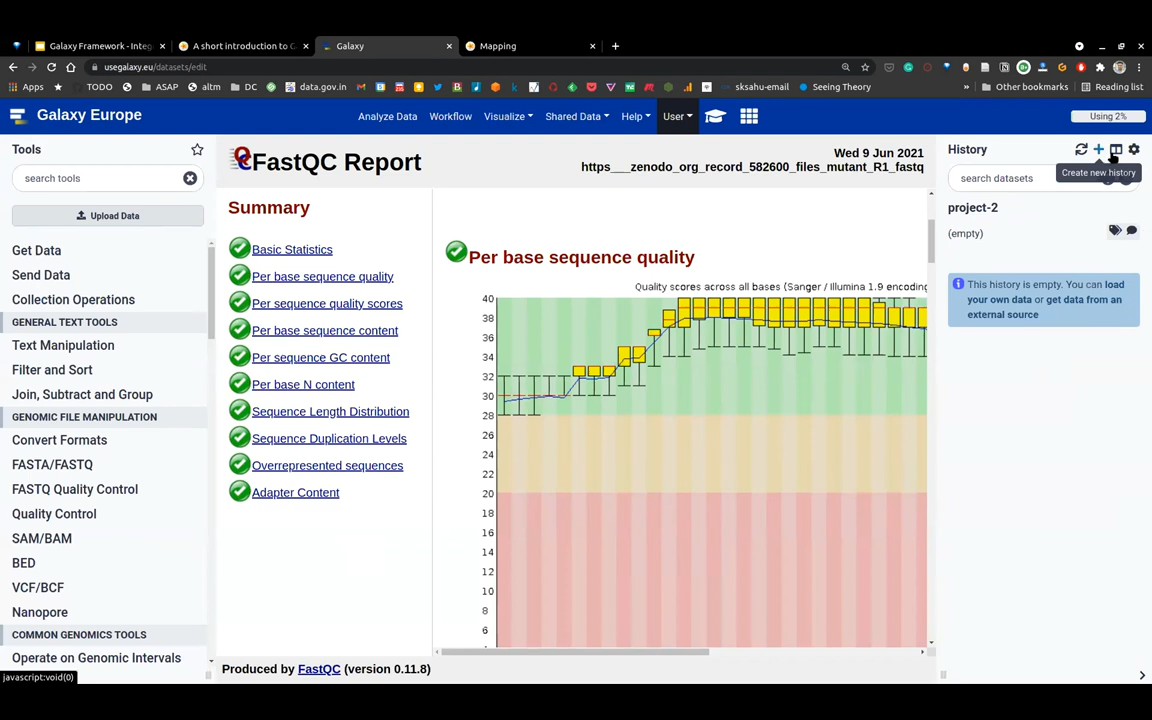 Galaxy Framework - Integ
A short introduction to G
Galaxy
Mapping
usegalaxy.eu/datasets/edit
Apps
TODO
ASAP
altm
DC
data.gov.in
sksahu-email
Seeing Theory
Other bookmarks
Reading list
Galaxy Europe
Analyze Data
Workflow
Visualize
Shared Data
Help
User
Using 2%
Tools
search tools
Upload Data
Get Data
Send Data
Collection Operations
GENERAL TEXT TOOLS
Text Manipulation
Filter and Sort
Join, Subtract and Group
GENOMIC FILE MANIPULATION
Convert Formats
FASTA/FASTQ
FASTQ Quality Control
Quality Control
SAM/BAM
BED
VCF/BCF
Nanopore
COMMON GENOMICS TOOLS
Operate on Genomic Intervals
javascript:void(0)
FastQC Report
Wed 9 Jun 2021
https___zenodo_org_record_582600_files_mutant_R1_fastq
Summary
Basic Statistics
Per base sequence quality
Per sequence quality scores
Per base sequence content
Per sequence GC content
Per base N content
Sequence Length Distribution
Sequence Duplication Levels
Overrepresented sequences
Adapter Content
Per base sequence quality
Quality scores across all bases (Sanger / Illumina 1.9 encoding
40
38
36
34
32
30
28
26
24
22
20
18
16
14
12
10
8
6
Produced by FastQC (version 0.11.8)
History
Create new history
search datasets
project-2
(empty)
This history is empty. You can load
your own data or get data from an
external source